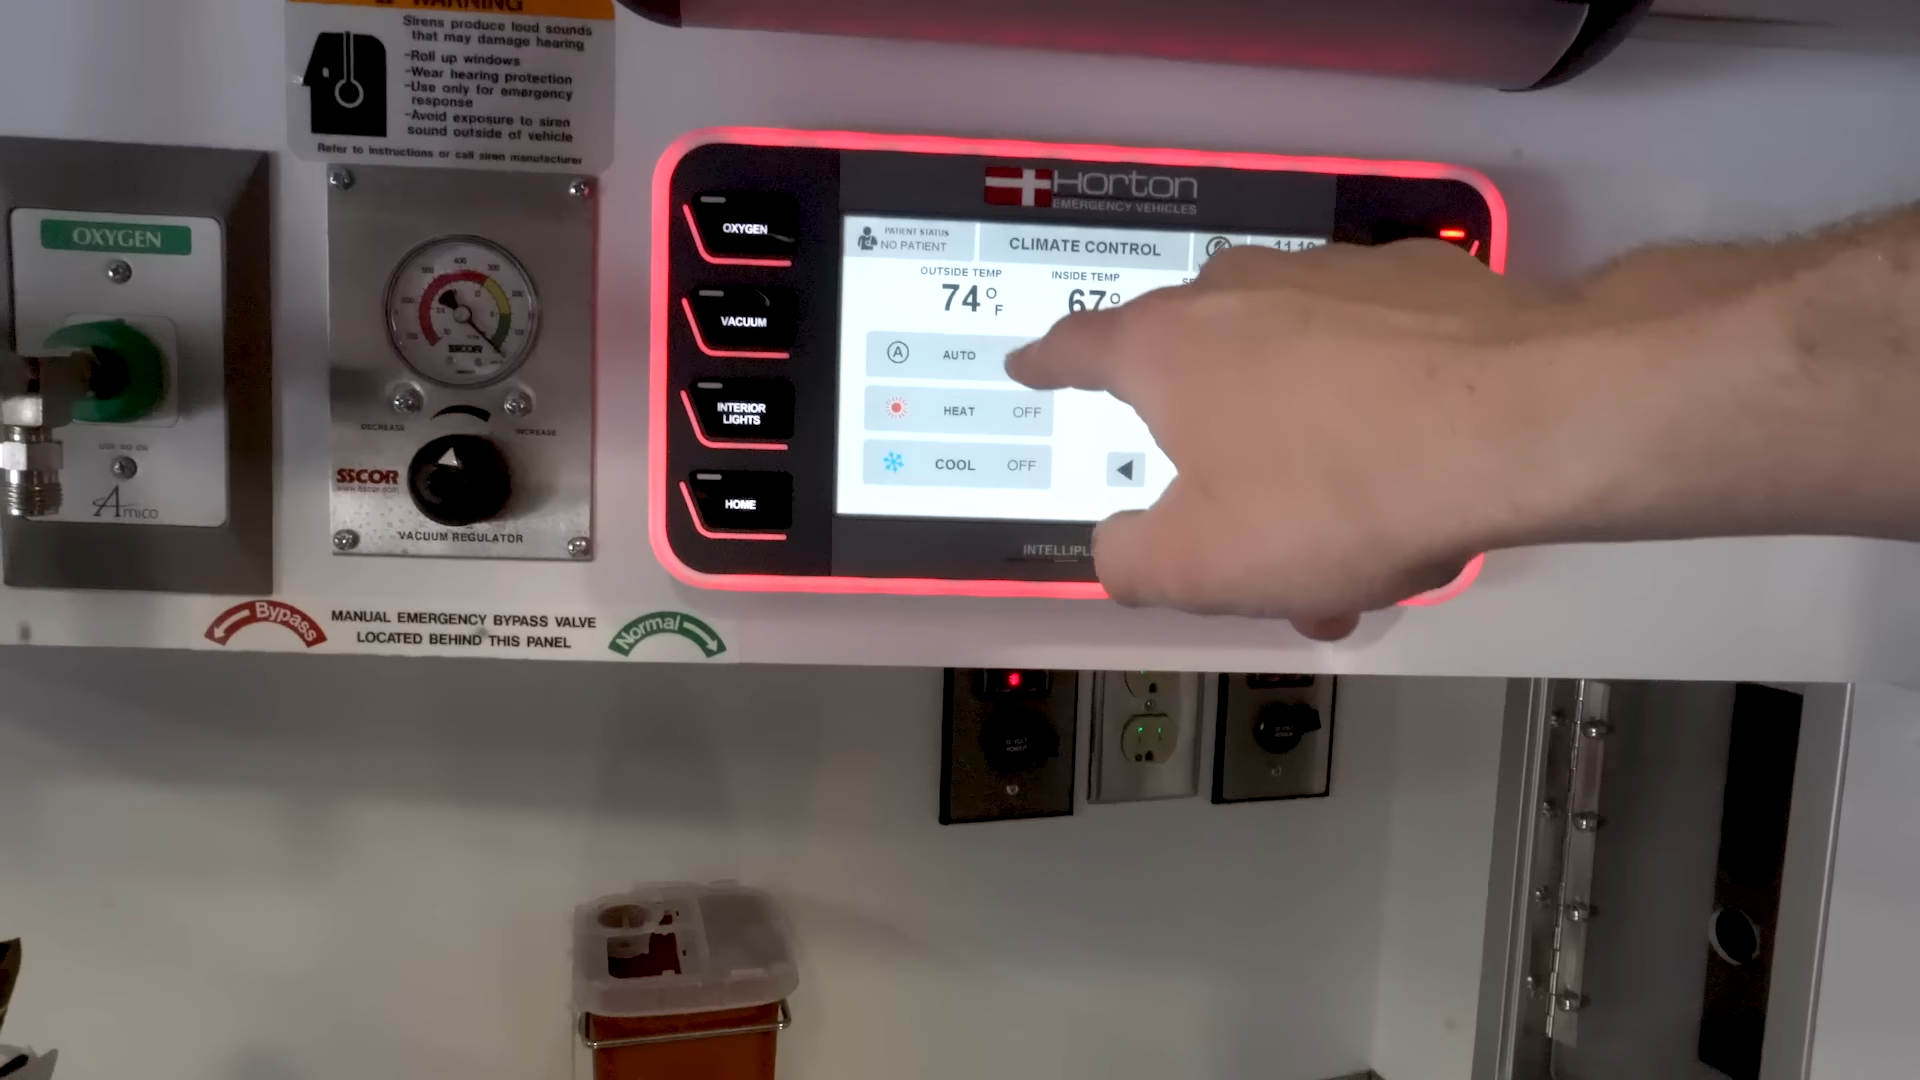 WARNING
Sirens produce loud sounds
that may damage hearing
-Roll up windows
-Wear hearing protection
-Use only for emergency
response
-Avoid exposure to siren
sound outside of vehicle
Refer to instructions or call siren manufacturer
OXYGEN
Amico
400
300
SSCOR
DECREASE
INCREASE
SSCOR
www.sscor.com
VACUUM REGULATOR
Bypass
MANUAL EMERGENCY BYPASS VALVE
LOCATED BEHIND THIS PANEL
Normal
OXYGEN
VACUUM
INTERIOR
LIGHTS
HOME
Horton
EMERGENCY VEHICLES
PATIENT STATUS
NO PATIENT
CLIMATE CONTROL
OUTSIDE TEMP
74°F
INSIDE TEMP
67°
AUTO
HEAT OFF
COOL OFF